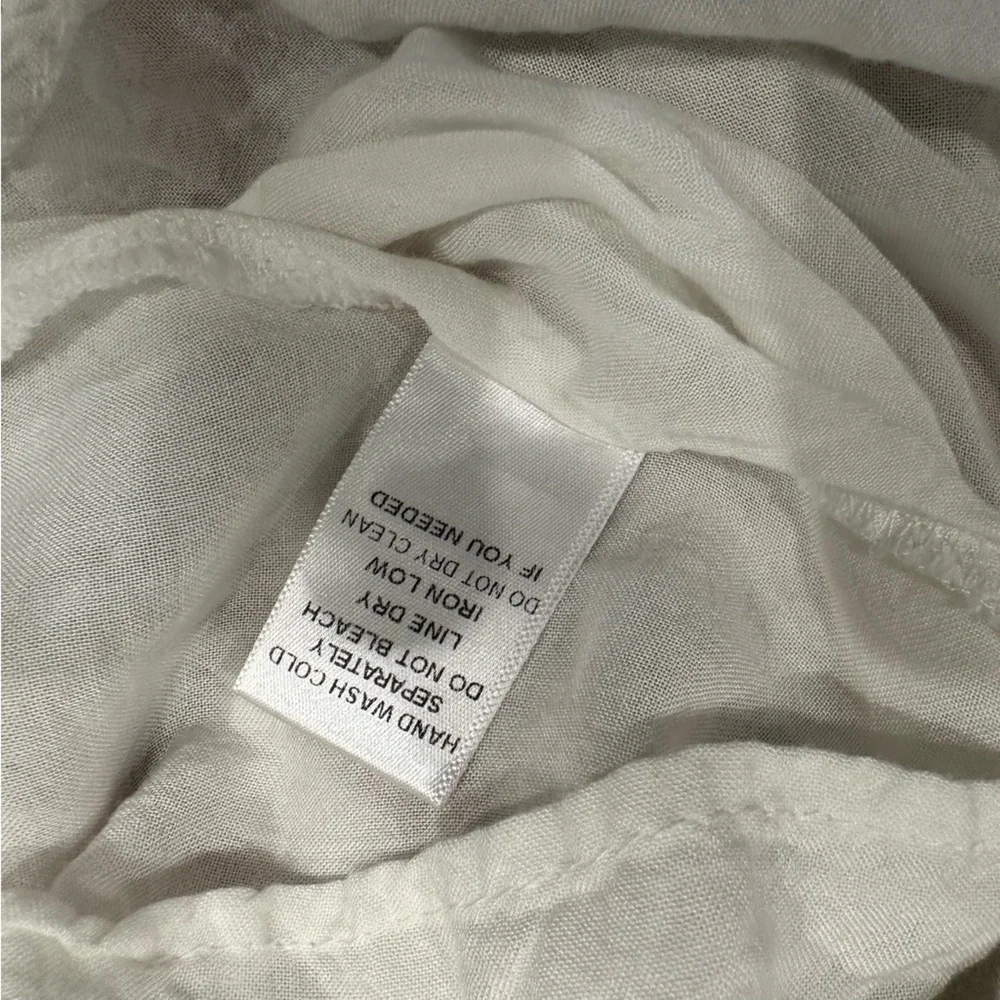 HAND WASH COLD
SEPARATELY
DO NOT BLEACH
LINE DRY
IRON LOW
DO NOT DRY CLEAN
IF YOU NEEDED